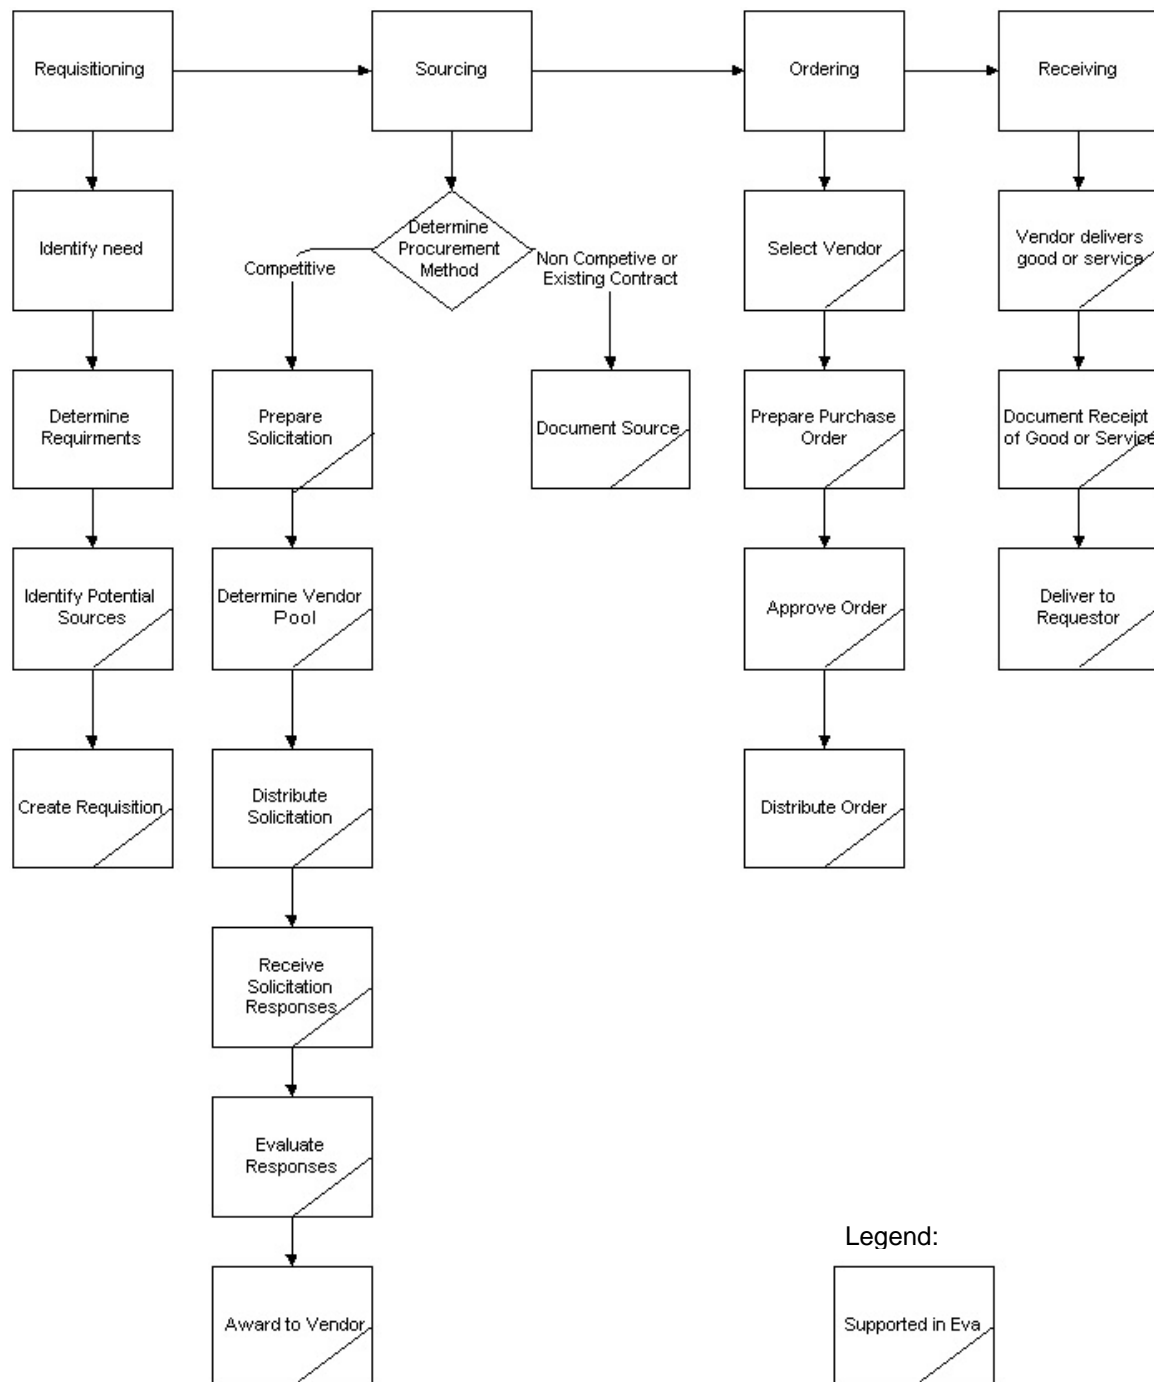 Requisitioning
Sourcing
Ordering
Receiving
Identify need
Determine
Procurement
Method
Select Vendor
Vendor delivers
good or service
Competitive
Non Competive or
Existing Contract
Determine
Requirments
Prepare
Solicitation
Document Source
Prepare Purchase
Order
Document Receipt
of Good or Service
Identify Potential
Sources
Determine Vendor
Pool
Approve Order
Deliver to
Requestor
Create Requisition
Distribute
Solicitation
Distribute Order
Receive
Solicitation
Responses
Evaluate
Responses
Legend:
Award to Vendor
Supported in Eva